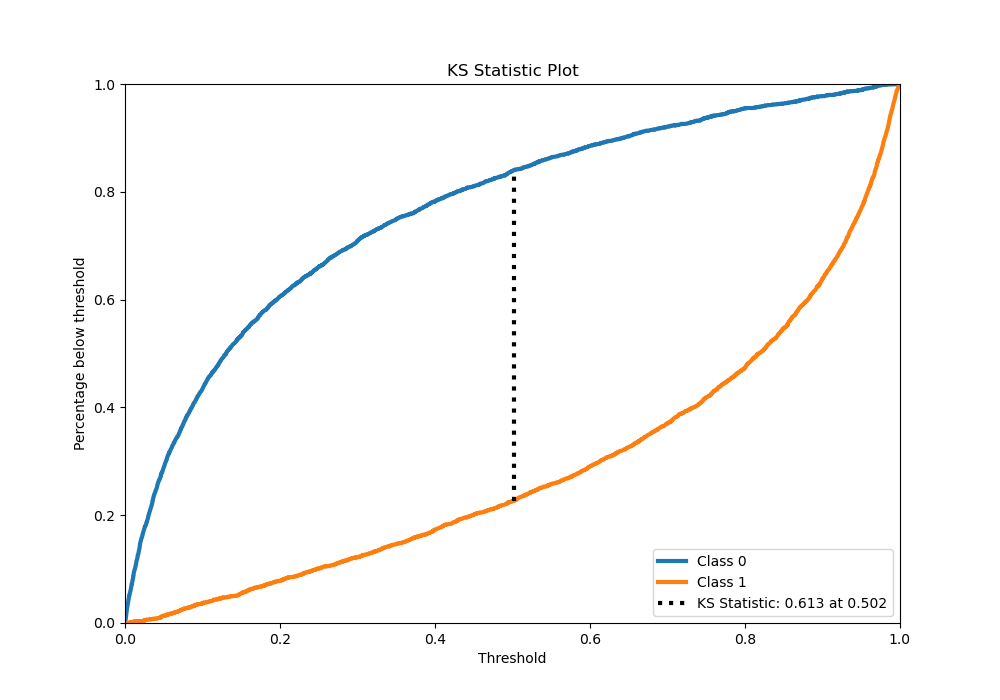 KS Statistic Plot
1.0
0.8
0.6
0.4
0.2
0.0
Percentage below threshold
0.0 0.2 0.4 0.6 0.8 1.0
Threshold
Class 0
Class 1
KS Statistic: 0.613 at 0.502